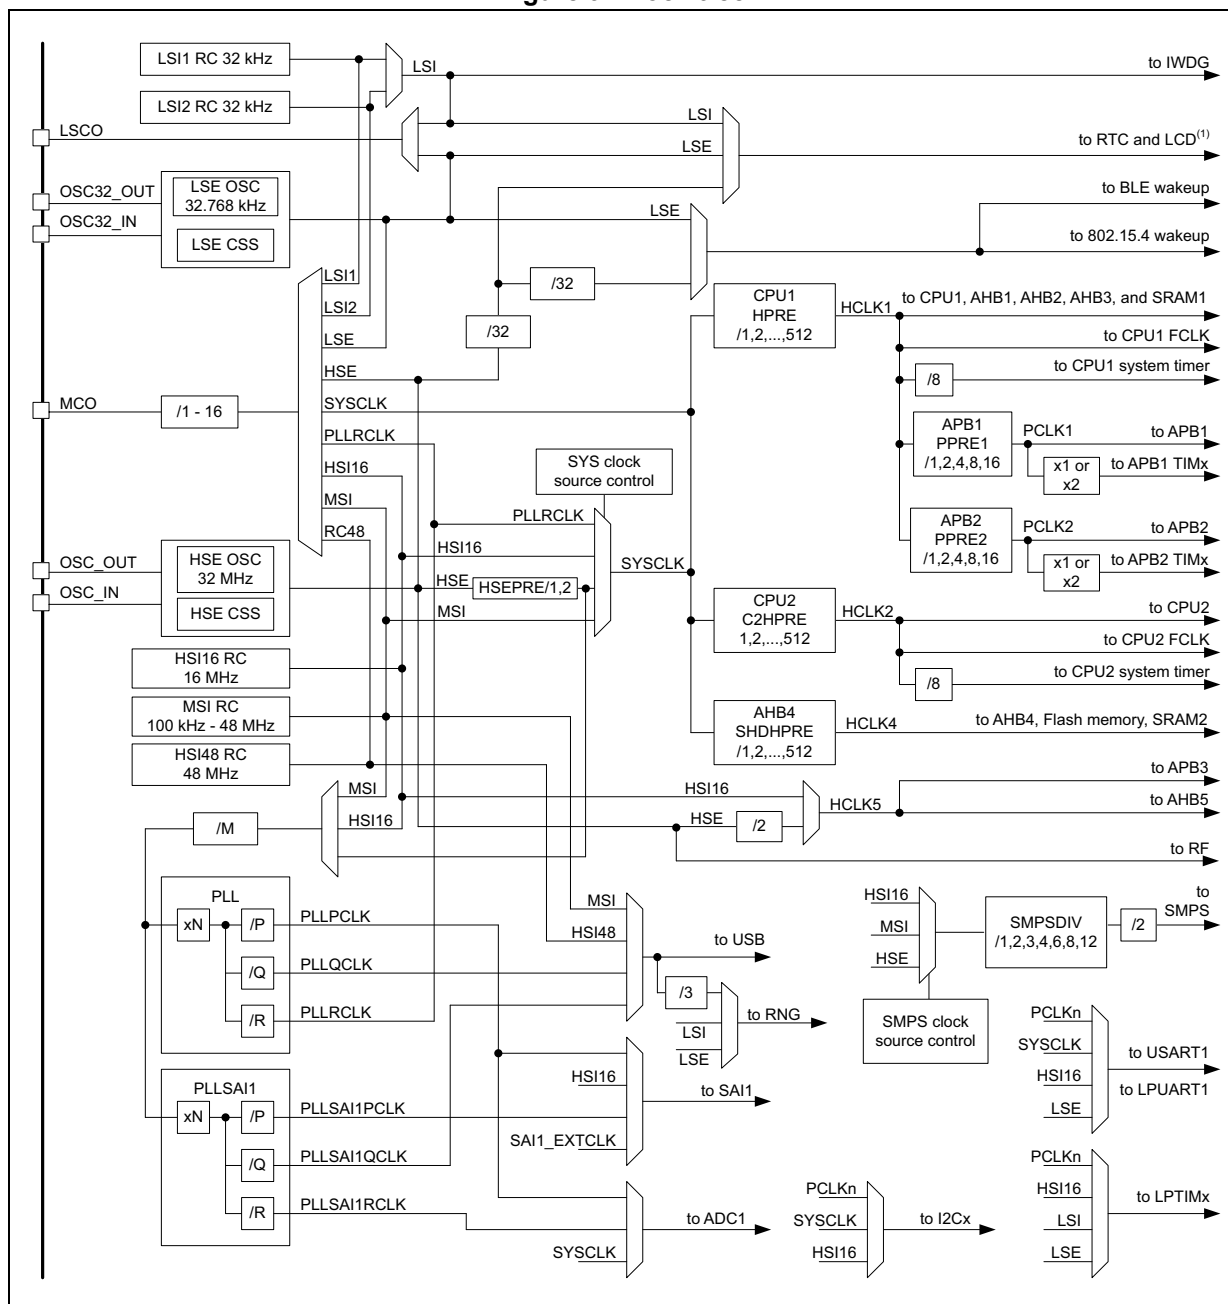 LSI1 RC 32 kHz
LSI
to IWDG
LSI2 RC 32 kHz
LSCO
LSI
LSE
to RTC and LCD(1)
OSC32_OUT
OSC32_IN
LSE OSC
32.768 kHz
LSE CSS
LSE
to BLE wakeup
to 802.15.4 wakeup
LSI1
LSI2
LSE
HSE
SYSCLK
PLLRCLK
HSI16
MSI
RC48
/32
/32
MCO
/1 - 16
CPU1
HPRE
/1,2,...,512
HCLK1
to CPU1, AHB1, AHB2, AHB3, and SRAM1
to CPU1 FCLK
/8
to CPU1 system timer
APB1
PPRE1
/1,2,4,8,16
PCLK1
to APB1
x1 or
x2
to APB1 TIMx
APB2
PPRE2
/1,2,4,8,16
PCLK2
to APB2
x1 or
x2
to APB2 TIMx
SYS clock
source control
PLLRCLK
HSI16
HSE
HSEPRE/1,2
MSI
SYSCLK
OSC_OUT
OSC_IN
HSE OSC
32 MHz
HSE CSS
CPU2
C2HPRE
1,2,...,512
HCLK2
to CPU2
to CPU2 FCLK
/8
to CPU2 system timer
HSI16 RC
16 MHz
MSI RC
100 kHz - 48 MHz
HSI48 RC
48 MHz
AHB4
SHDHPRE
/1,2,...,512
HCLK4
to AHB4, Flash memory, SRAM2
MSI
HSI16
/M
HSI16
HSE
/2
HCLK5
to APB3
to AHB5
to RF
PLL
xN
/P
/Q
/R
PLLPCLK
PLLQCLK
PLLRCLK
MSI
HSI48
to USB
/3
LSI
LSE
to RNG
HSI16
MSI
HSE
SMPSDIV
/1,2,3,4,6,8,12
/2
to
SMPS
SMPS clock
source control
PCLKn
SYSCLK
HSI16
LSE
to USART1
to LPUART1
PLLSAI1
xN
/P
/Q
/R
PLLSAI1PCLK
PLLSAI1QCLK
PLLSAI1RCLK
HSI16
SAI1_EXTCLK
to SAI1
SYSCLK
to ADC1
PCLKn
SYSCLK
HSI16
to I2Cx
PCLKn
HSI16
LSI
LSE
to LPTIMx